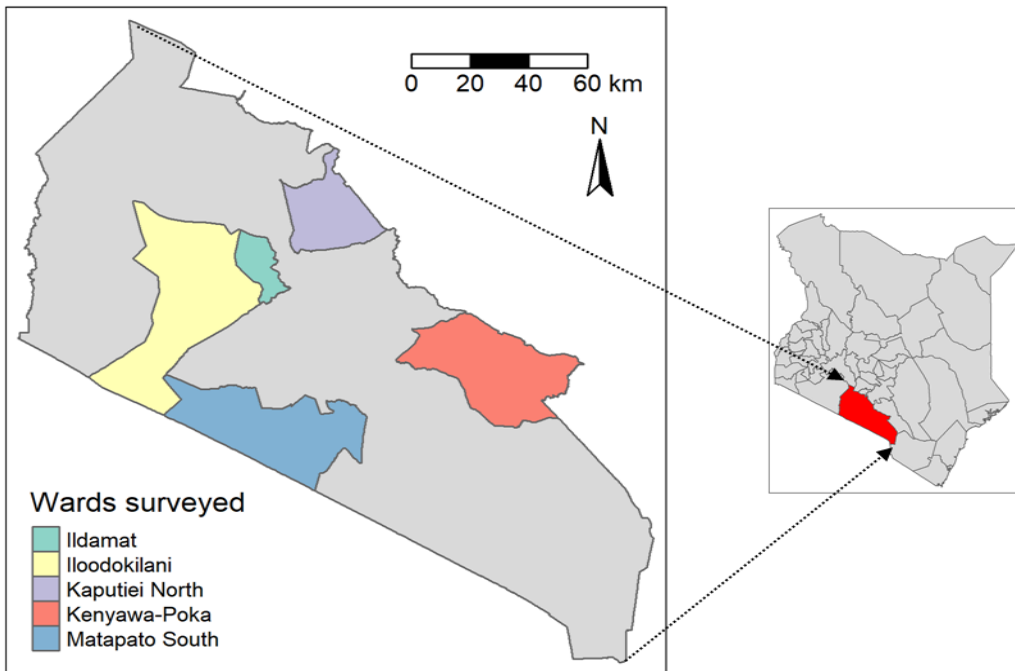 0 20 40 60 km
N
Wards surveyed
Ildamat
Iloodokilani
Kaputiei North
Kenyawa-Poka
Matapato South